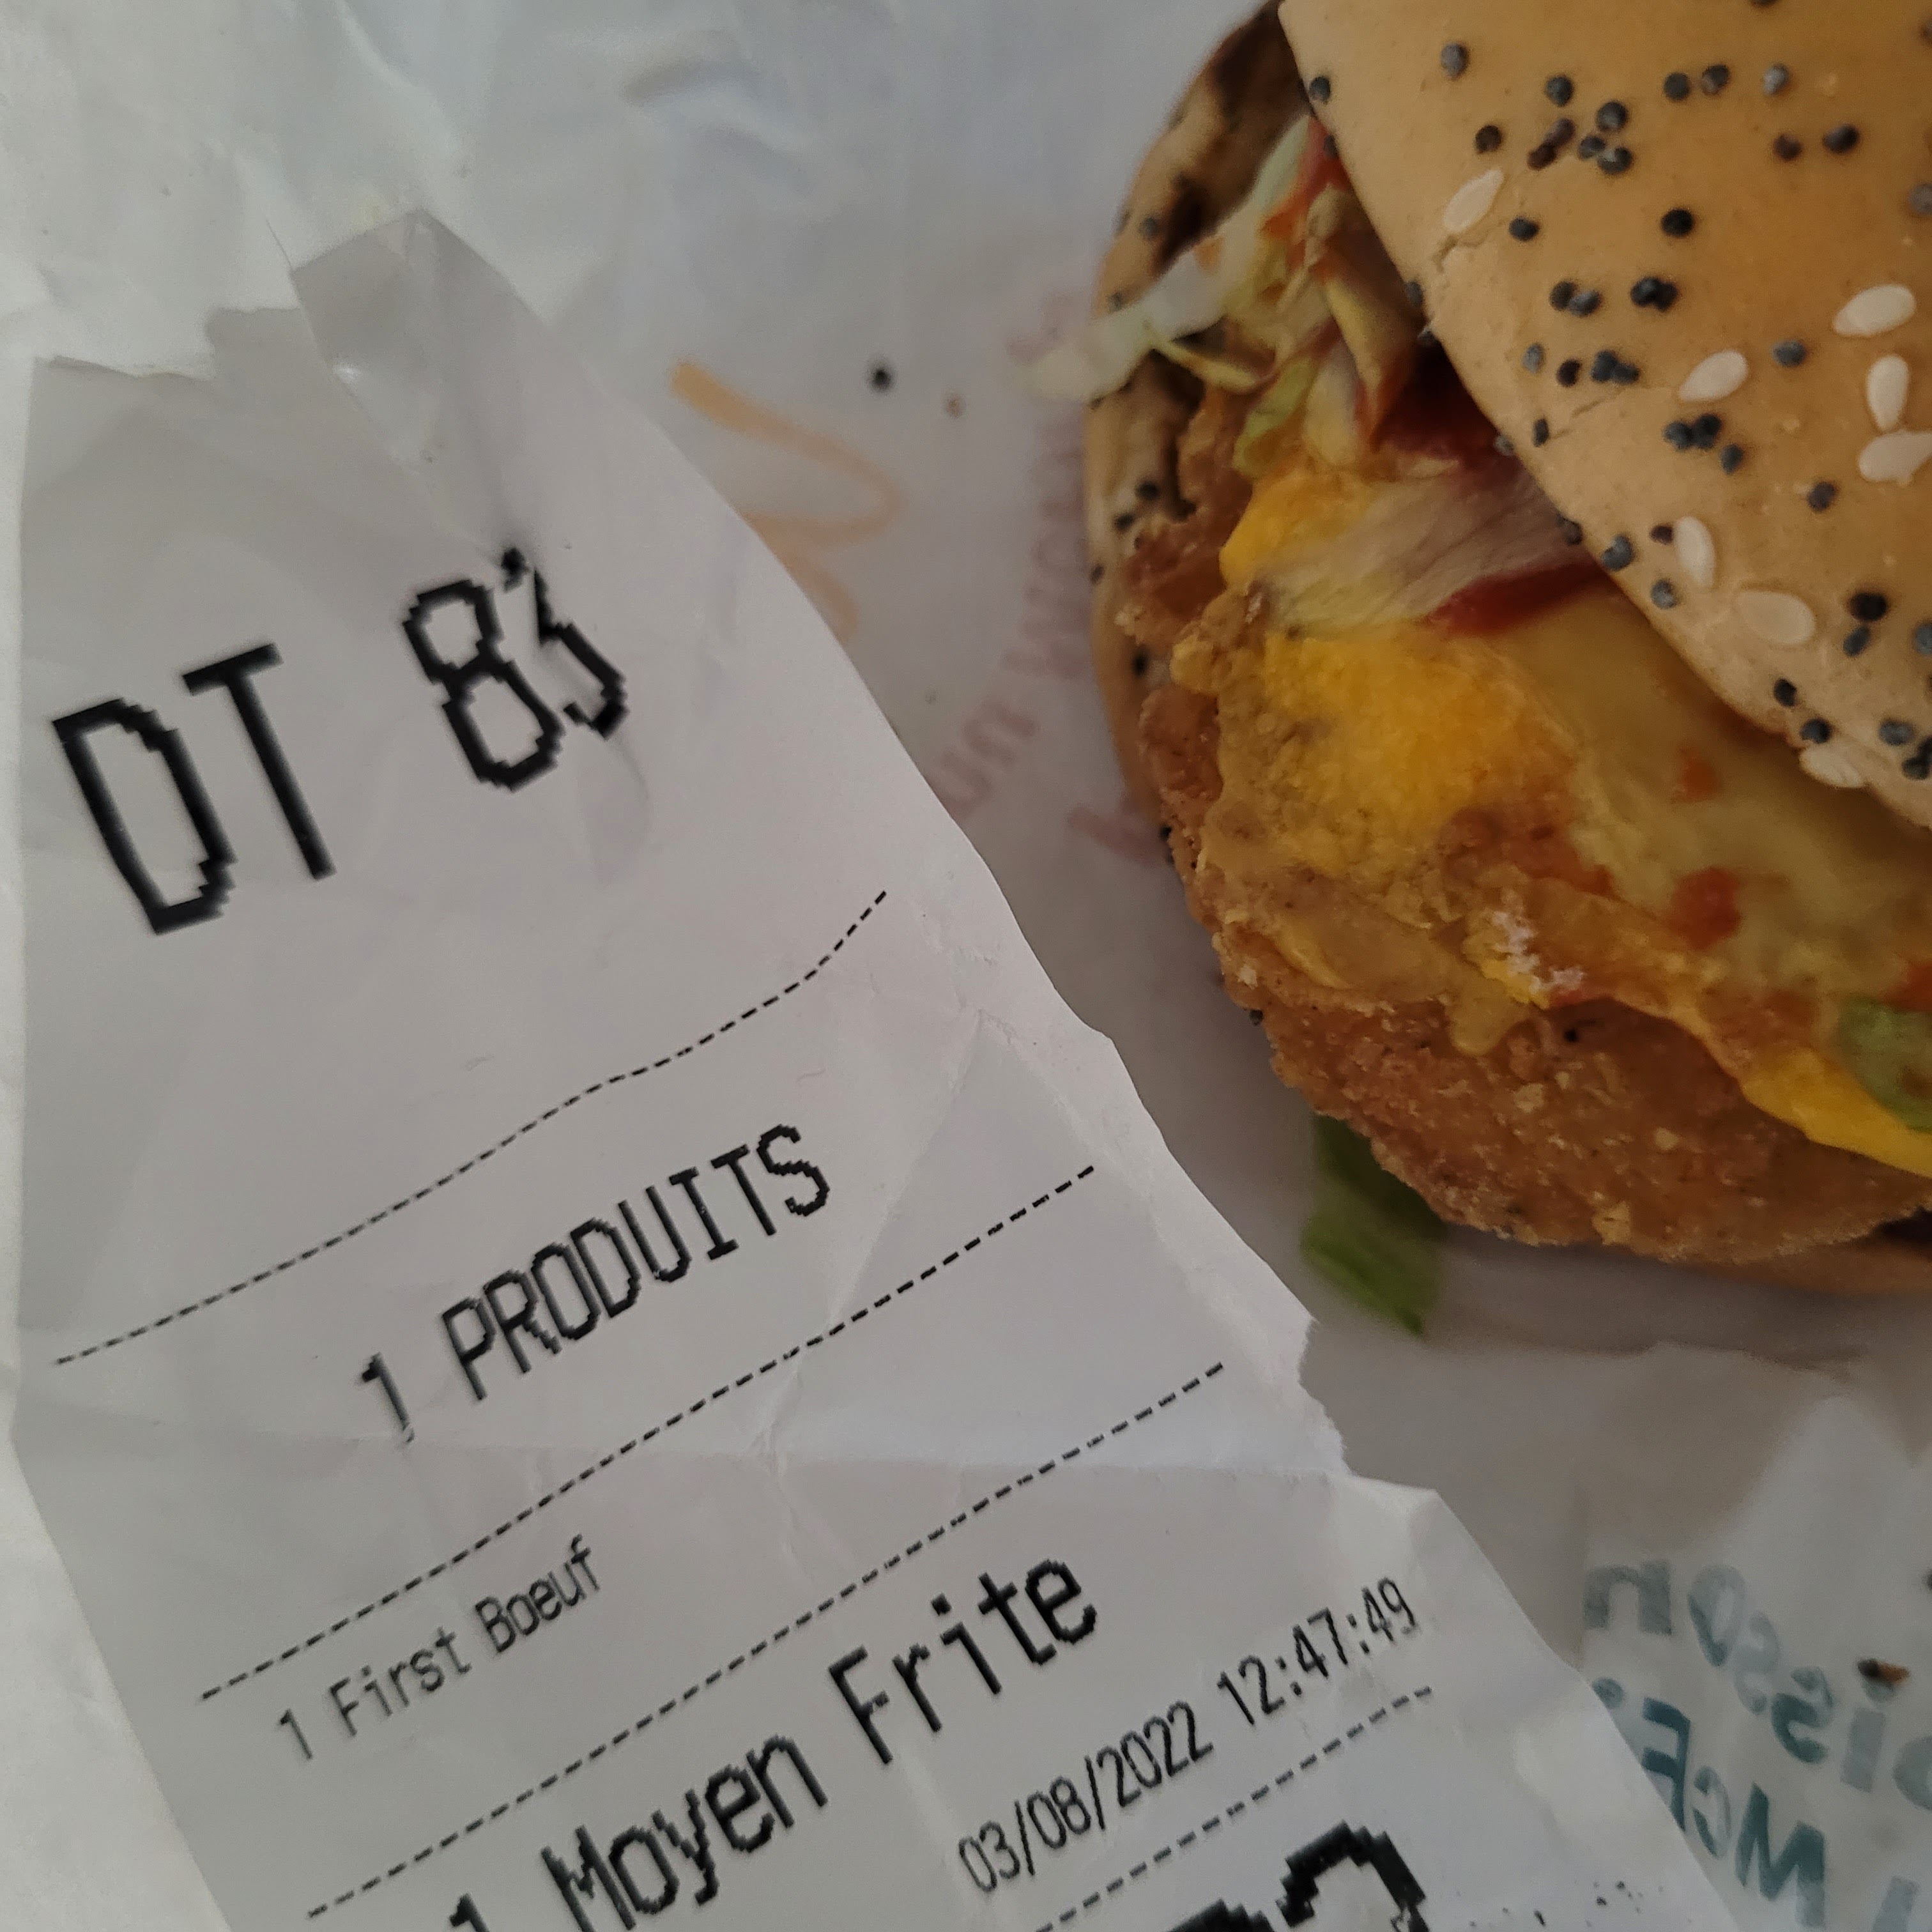 DT 83
1 PRODUITS
1 First Boeuf
1 Moyen Frite
03/08/2022 12:47:49